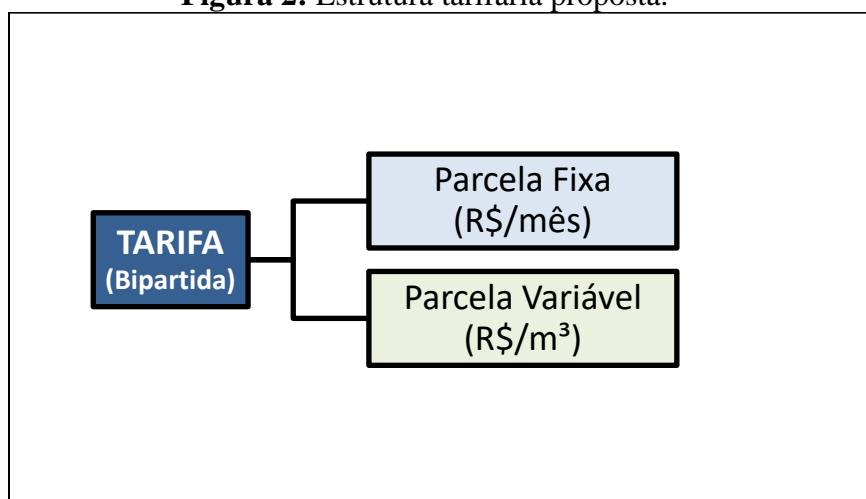 Figura 2: Estrutura tarifária proposta.
Parcela Fixa
(R$/mês)
TARIFA
(Bipartida)
Parcela Variável
(R$/m³)